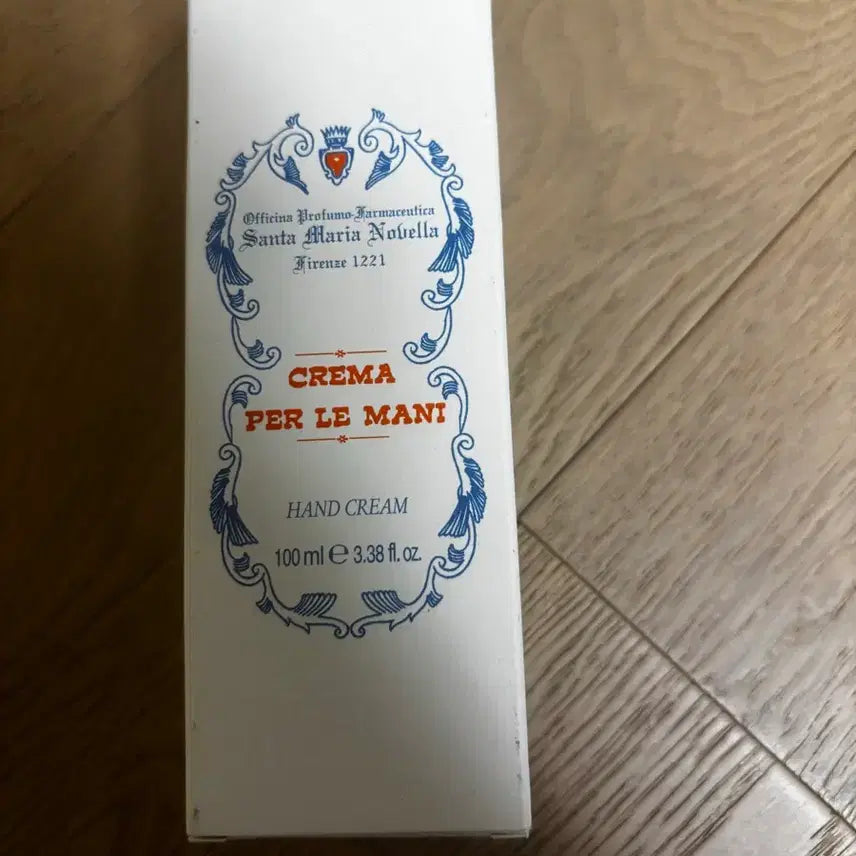 Officina Profumo-Farmaceutica
Santa Maria Novella
Firenze 1221
CREMA
PER LE MANI
HAND CREAM
100 ml ℮ 3.38 fl. oz.